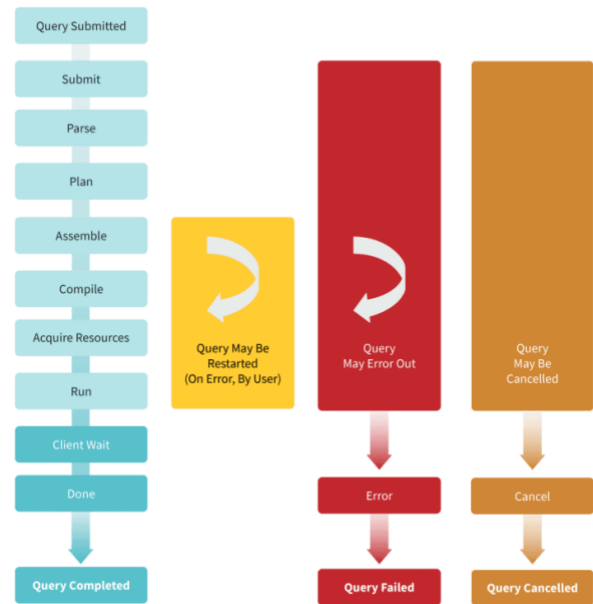 Query Submitted
Submit
Parse
Plan
Assemble
Compile
Acquire Resources
Run
Client Wait
Done
Query Completed
Query May Be
Restarted
(On Error, By User)
Query
May Error Out
Error
Query Failed
Query
May Be
Cancelled
Cancel
Query Cancelled